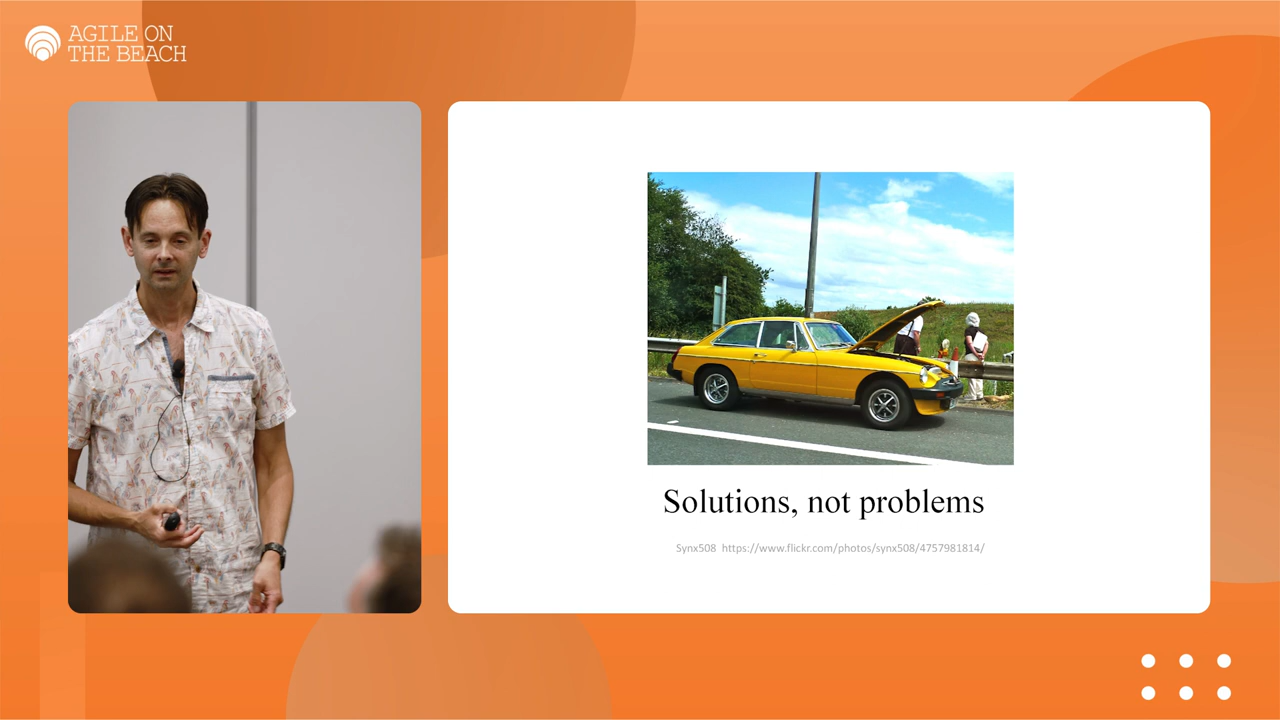 AGILE ON
THE BEACH
Solutions, not problems
Synx508 https://www.flickr.com/photos/synx508/4757981814/